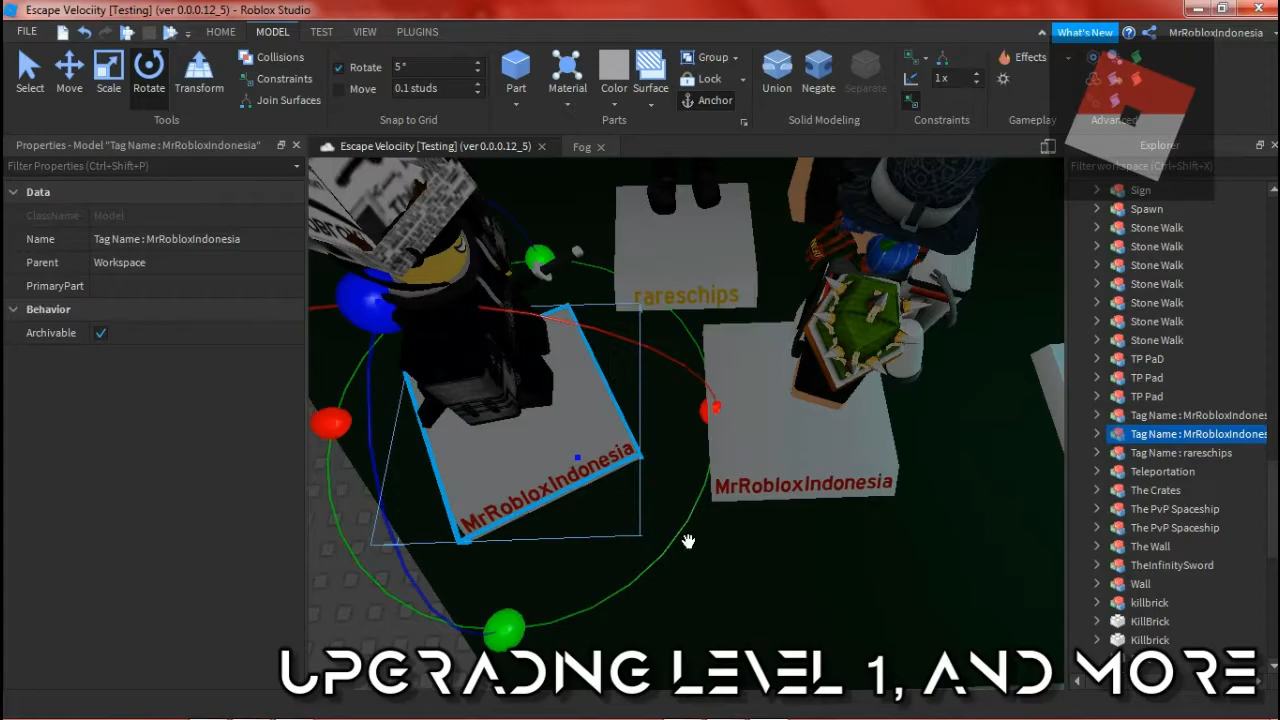 Escape Velocity [Testing] (ver 0.0.0.12_5) - Roblox Studio
FILE HOME MODEL TEST VIEW PLUGINS What's New MrRobloxIndonesia
Select Move Scale Rotate Transform
Collisions
Constraints
Join Surfaces
Tools
Rotate 5°
Move 0.1 studs
Snap to Grid
Part Material Color Surface
Group
Lock
Anchor
Parts
Union Negate Separate
Solid Modeling
1x
Constraints
Effects
Gameplay
Advanced
Properties - Model "Tag Name : MrRobloxIndonesia"
Filter Properties (Ctrl+Shift+P)
Data
ClassName Model
Name Tag Name : MrRobloxIndonesia
Parent Workspace
PrimaryPart
Behavior
Archivable
Escape Velocity [Testing] (ver 0.0.0.12_5)
Fog
rareschips
MrRobloxIndonesia
MrRobloxIndonesia
Explorer
Filter workspace (Ctrl+Shift+X)
Sign
Spawn
Stone Walk
Stone Walk
Stone Walk
Stone Walk
Stone Walk
Stone Walk
Stone Walk
TP PaD
TP Pad
TP Pad
Tag Name : MrRobloxIndones
Tag Name : MrRobloxIndones
Tag Name : rareschips
Teleportation
The Crates
The PvP Spaceship
The PvP Spaceship
The Wall
TheInfinitySword
Wall
killbrick
KillBrick
Killbrick
UPGRADING LEVEL 1, AND MORE